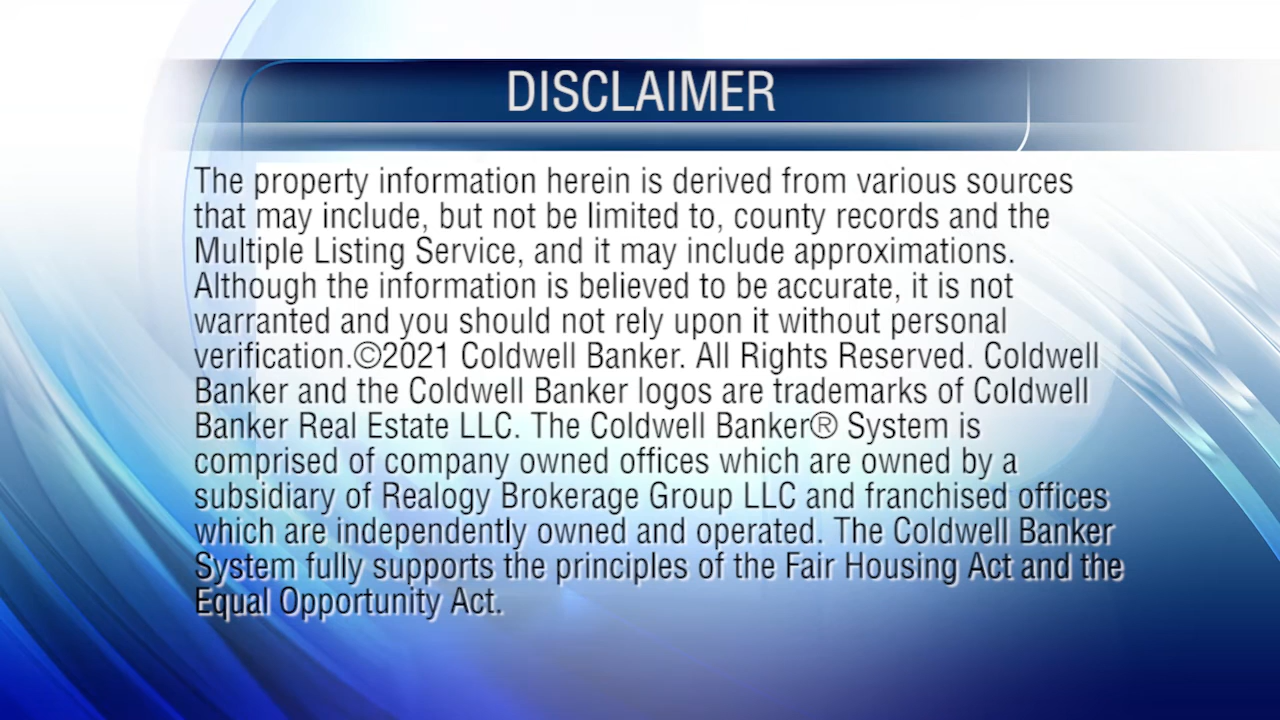 DISCLAIMER
The property information herein is derived from various sources
that may include, but not be limited to, county records and the
Multiple Listing Service, and it may include approximations.
Although the information is believed to be accurate, it is not
warranted and you should not rely upon it without personal
verification.©2021 Coldwell Banker. All Rights Reserved. Coldwell
Banker and the Coldwell Banker logos are trademarks of Coldwell
Banker Real Estate LLC. The Coldwell Banker® System is
comprised of company owned offices which are owned by a
subsidiary of Realogy Brokerage Group LLC and franchised offices
which are independently owned and operated. The Coldwell Banker
System fully supports the principles of the Fair Housing Act and the
Equal Opportunity Act.